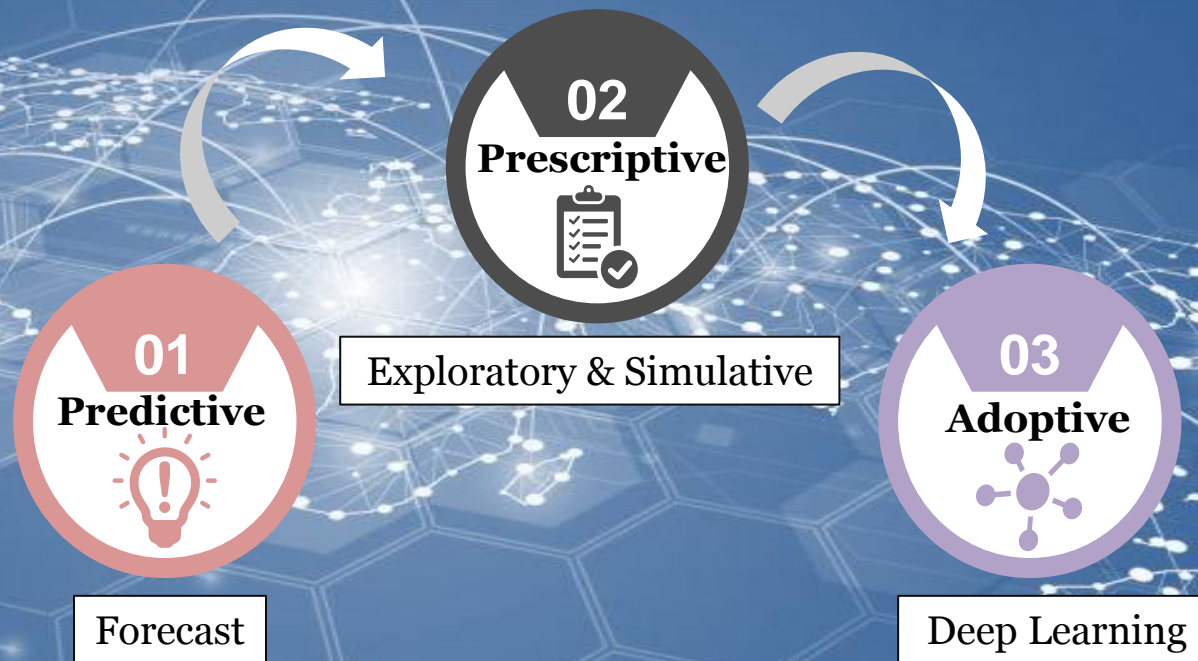 01
Predictive
Forecast
02
Prescriptive
Exploratory & Simulative
03
Adoptive
Deep Learning